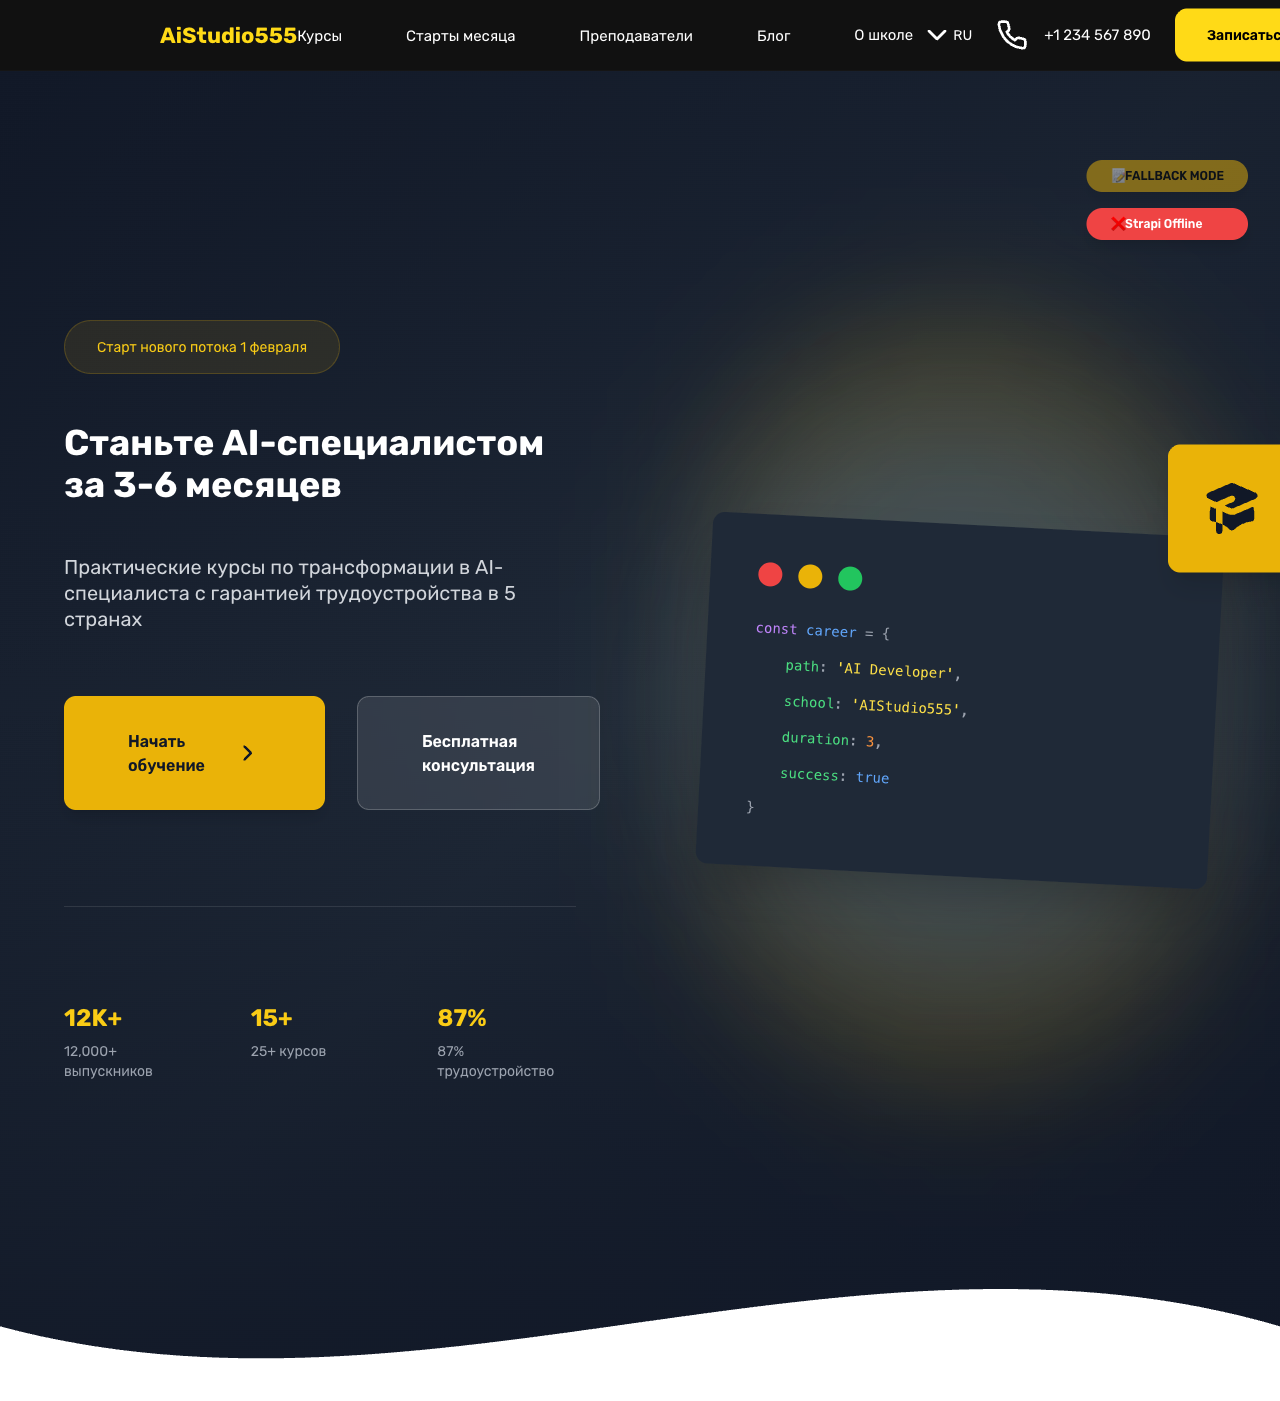 AiStudio555 Курсы Старты месяца Преподаватели Блог О школе RU +1 234 567 890
FALLBACK MODE
Strapi Offline
Старт нового потока 1 февраля
Станьте AI-специалистом
за 3-6 месяцев
Практические курсы по трансформации в AI-
специалиста с гарантией трудоустройства в 5
странах
Начать
обучение
Бесплатная
консультация
const career = {
path: 'AI Developer',
school: 'AIStudio555',
duration: 3,
success: true
}
12K+
12,000+
выпускников
15+
25+ курсов
87%
87%
трудоустройство